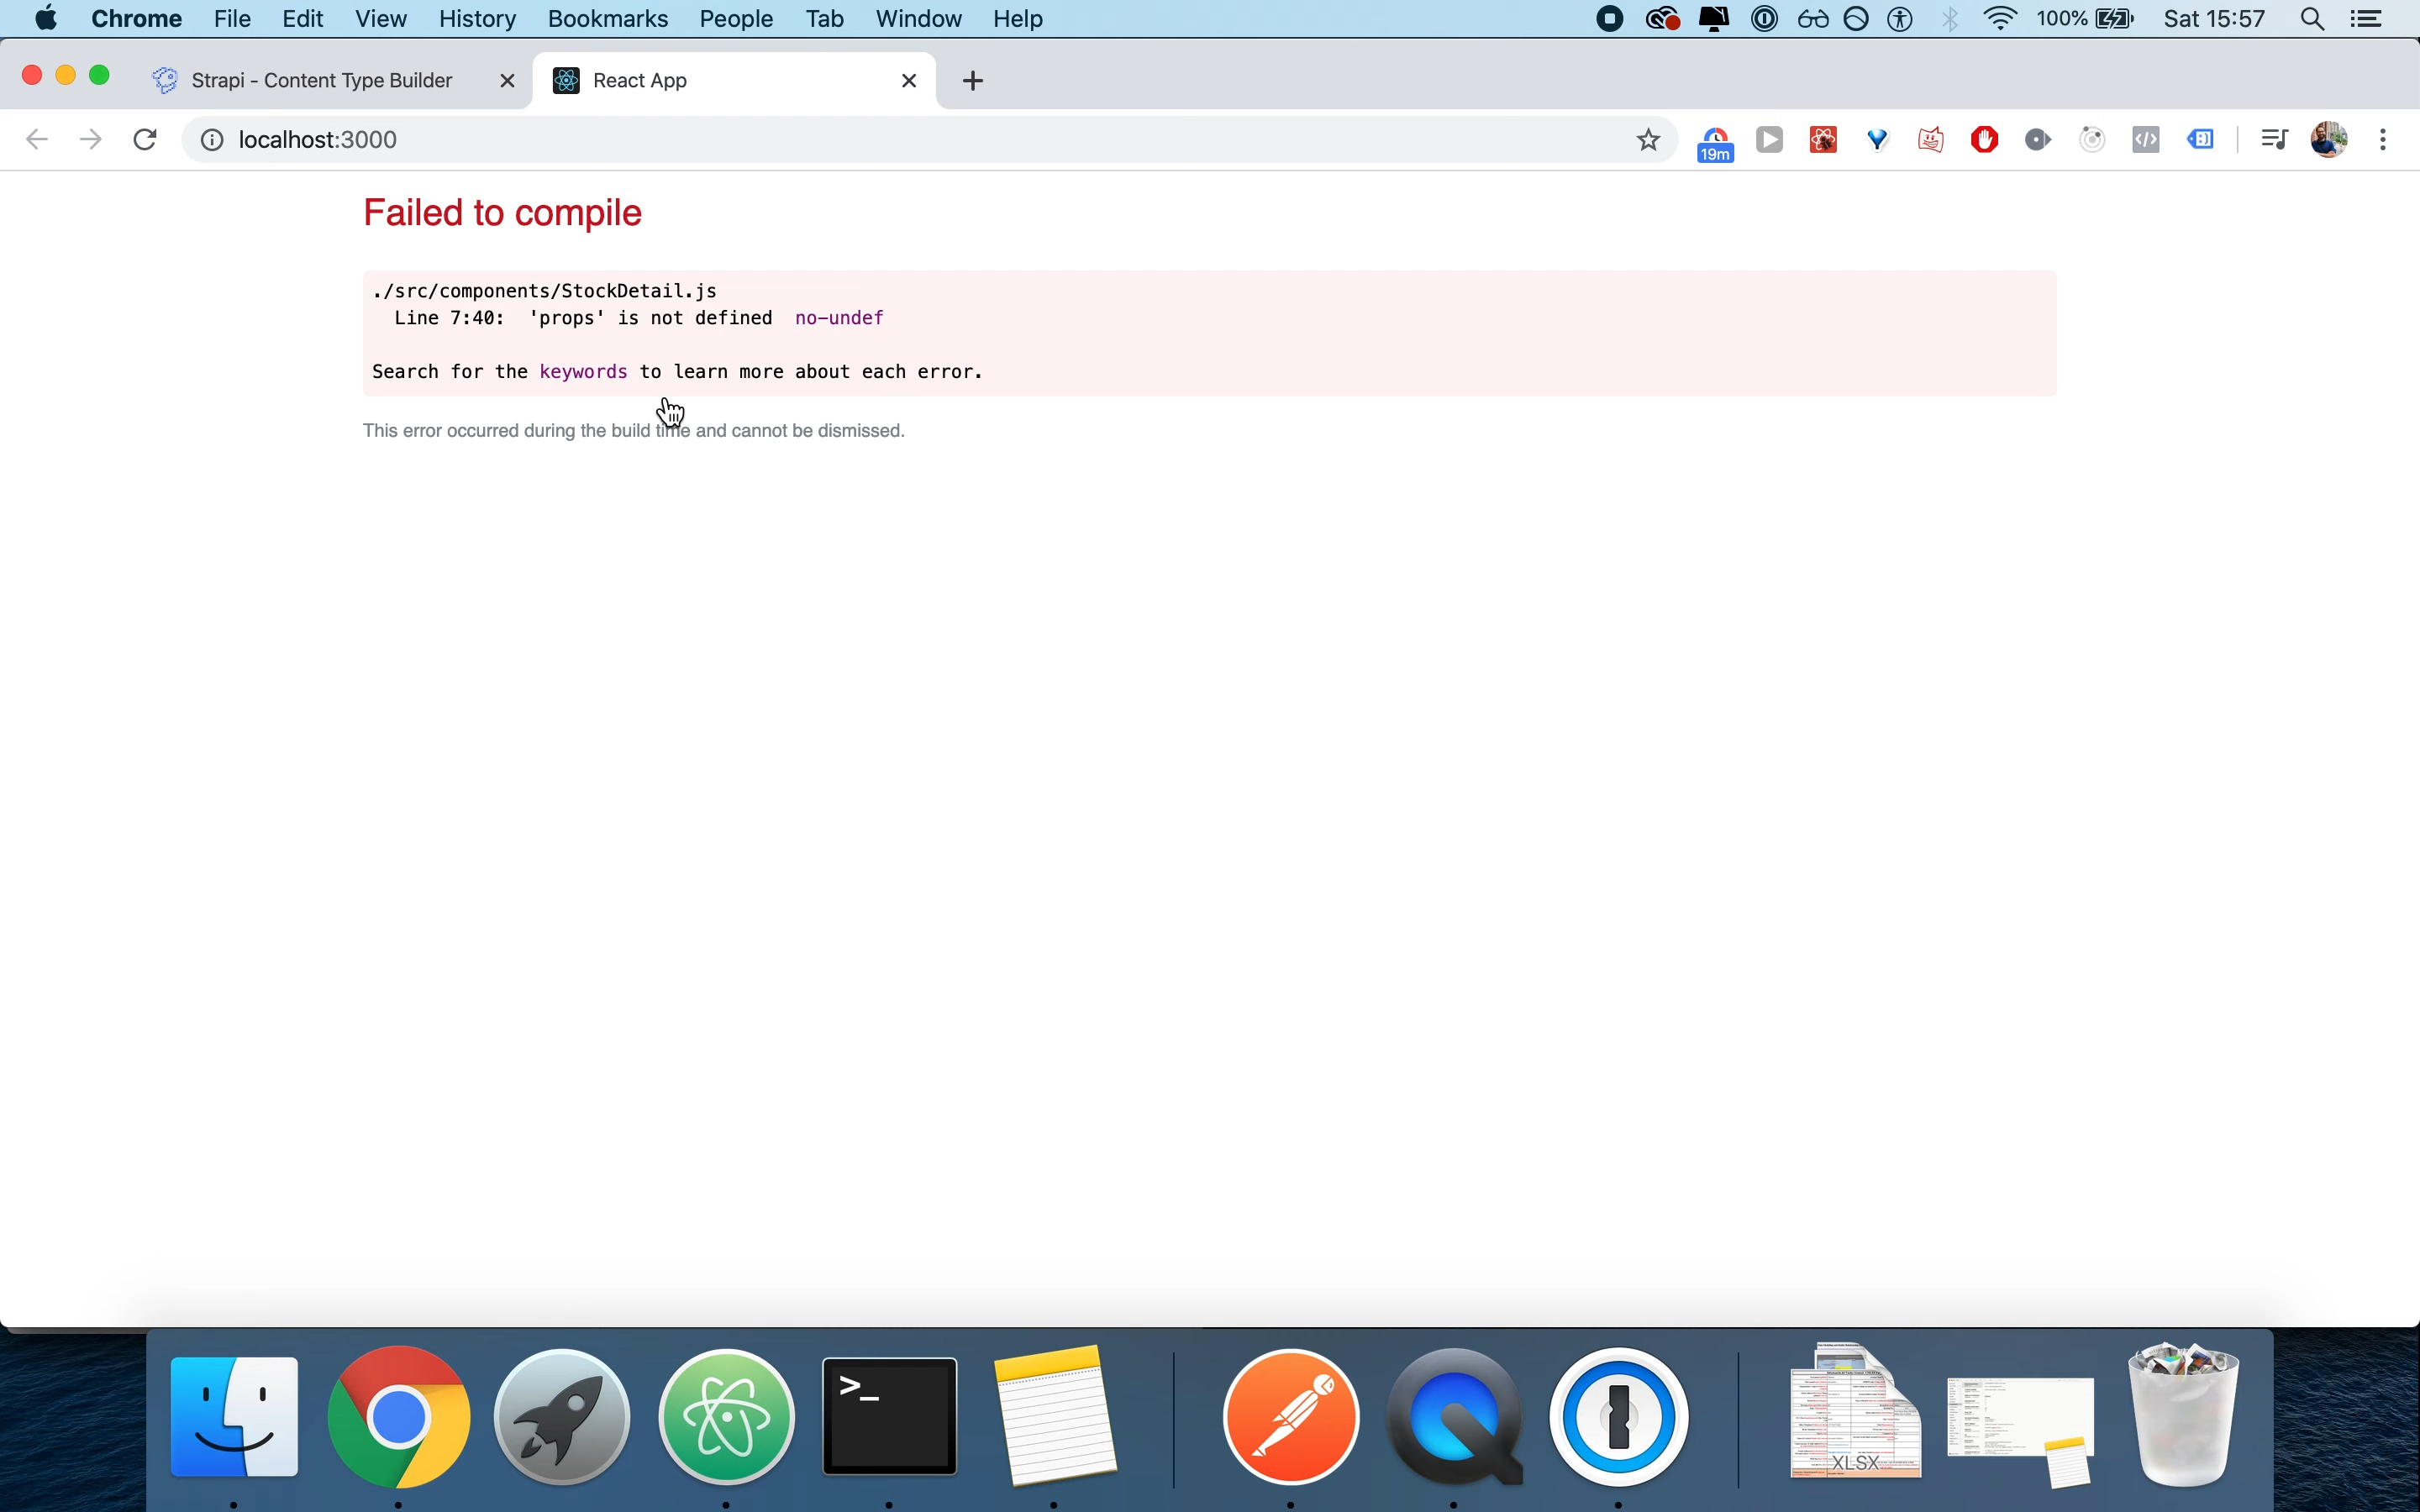 Chrome File Edit View History Bookmarks People Tab Window Help 100% Sat 15:57
Strapi - Content Type Builder React App
localhost:3000 19m
Failed to compile
./src/components/StockDetail.js
Line 7:40: 'props' is not defined no-undef
Search for the keywords to learn more about each error.
This error occurred during the build time and cannot be dismissed.
>_
XLSX